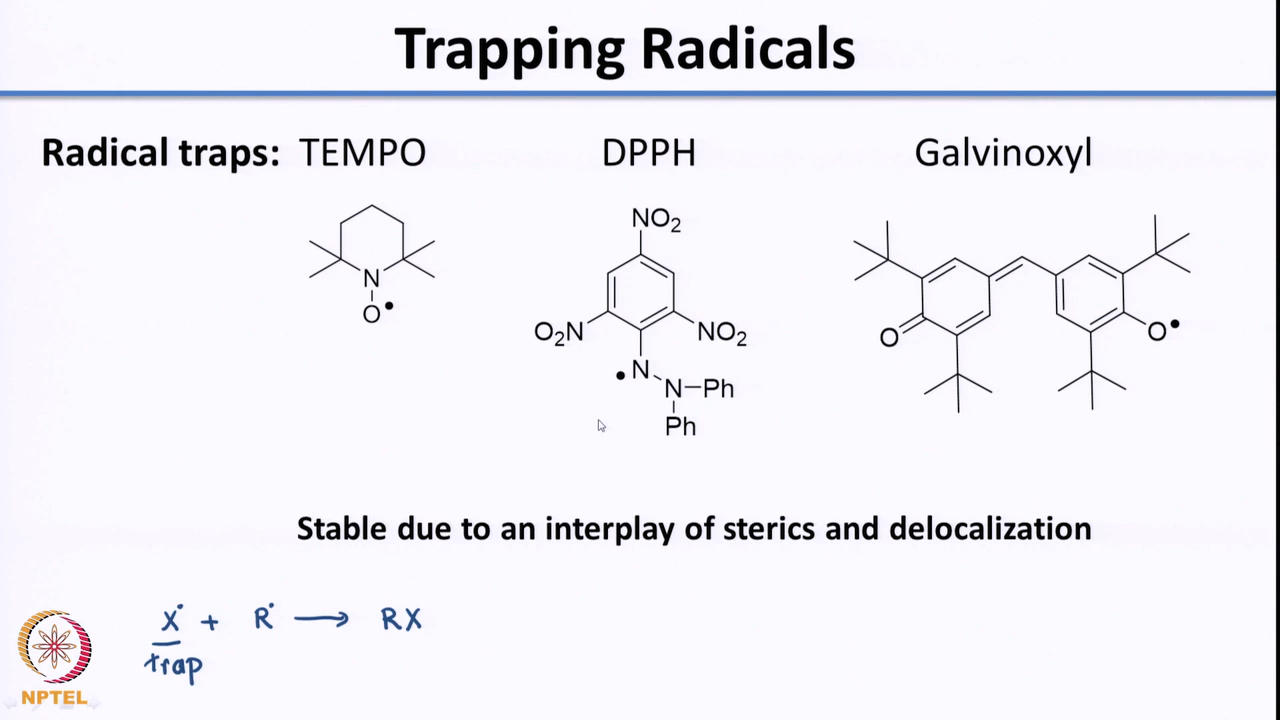 Trapping Radicals
Radical traps: TEMPO DPPH Galvinoxyl
NO₂
N
O•
O₂N NO₂
O O•
•N
N–Ph
Ph
Stable due to an interplay of sterics and delocalization
X• + R• ⟶ RX
trap
NPTEL